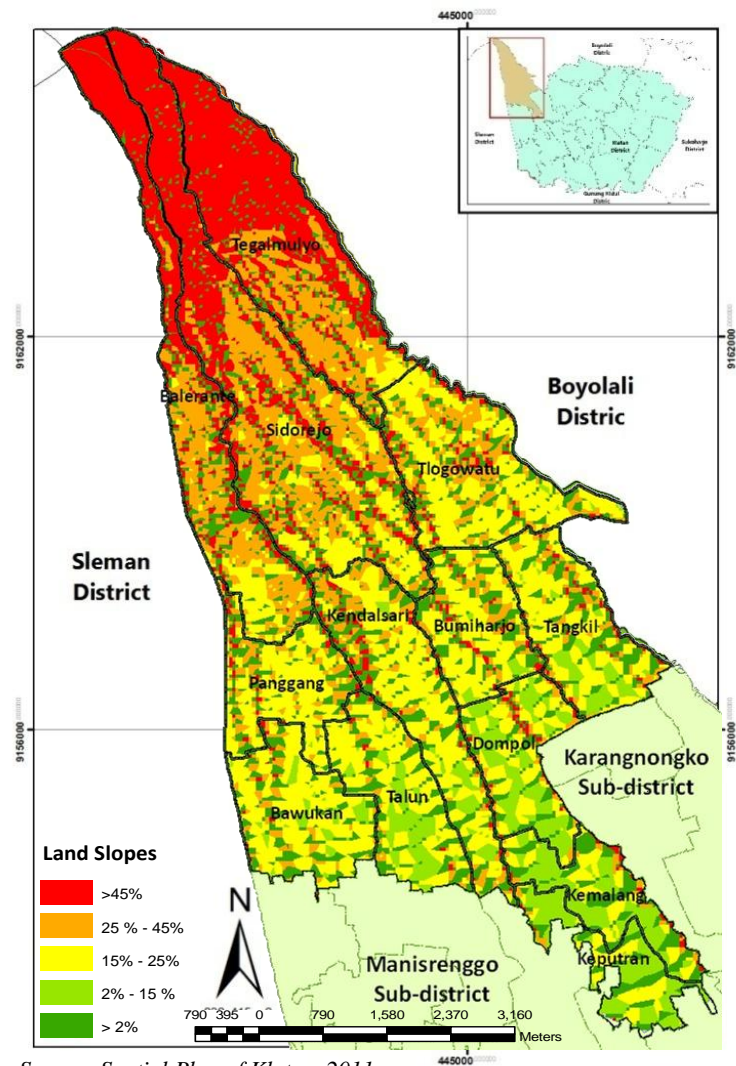 445000
Boyolali
Distric
Sleman
District
Klaten
District
Sukoharjo
District
Gunung Kidul
District
Tegalmulyo
9162000
9162000
Balerante
Sidorejo
Boyolali
Distric
Tlogowatu
Sleman
District
Kendalsari
Bumiharjo
Tangkil
Panggang
9156000
9156000
Dompol
Karangnongko
Sub-district
Talun
Bawukan
Land Slopes
>45%
25 % - 45%
15% - 25%
2% - 15 %
> 2%
N
Kemalang
Keputran
Manisrenggo
Sub-district
790 395 0 790 1,580 2,370 3,160
Meters
445000